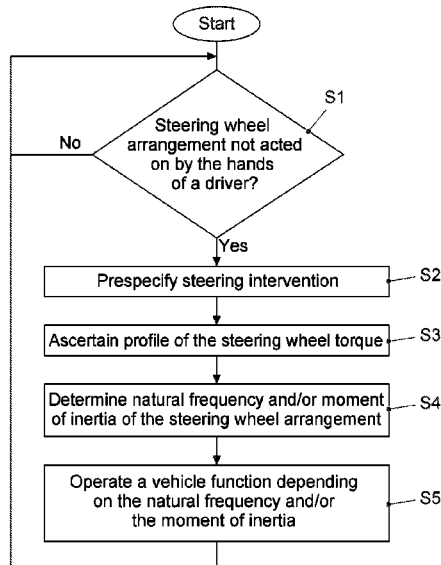 Start
S1
Steering wheel
arrangement not acted
on by the hands
of a driver?
No
Yes
Prespecify steering intervention
S2
Ascertain profile of the steering wheel torque
S3
Determine natural frequency and/or moment
of inertia of the steering wheel arrangement
S4
Operate a vehicle function depending
on the natural frequency and/or
the moment of inertia
S5